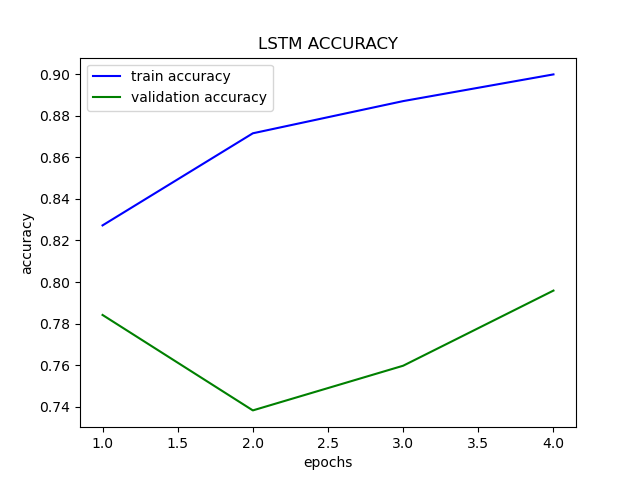 LSTM ACCURACY
train accuracy
validation accuracy
0.90
0.88
0.86
0.84
0.82
0.80
0.78
0.76
0.74
accuracy
1.0 1.5 2.0 2.5 3.0 3.5 4.0
epochs